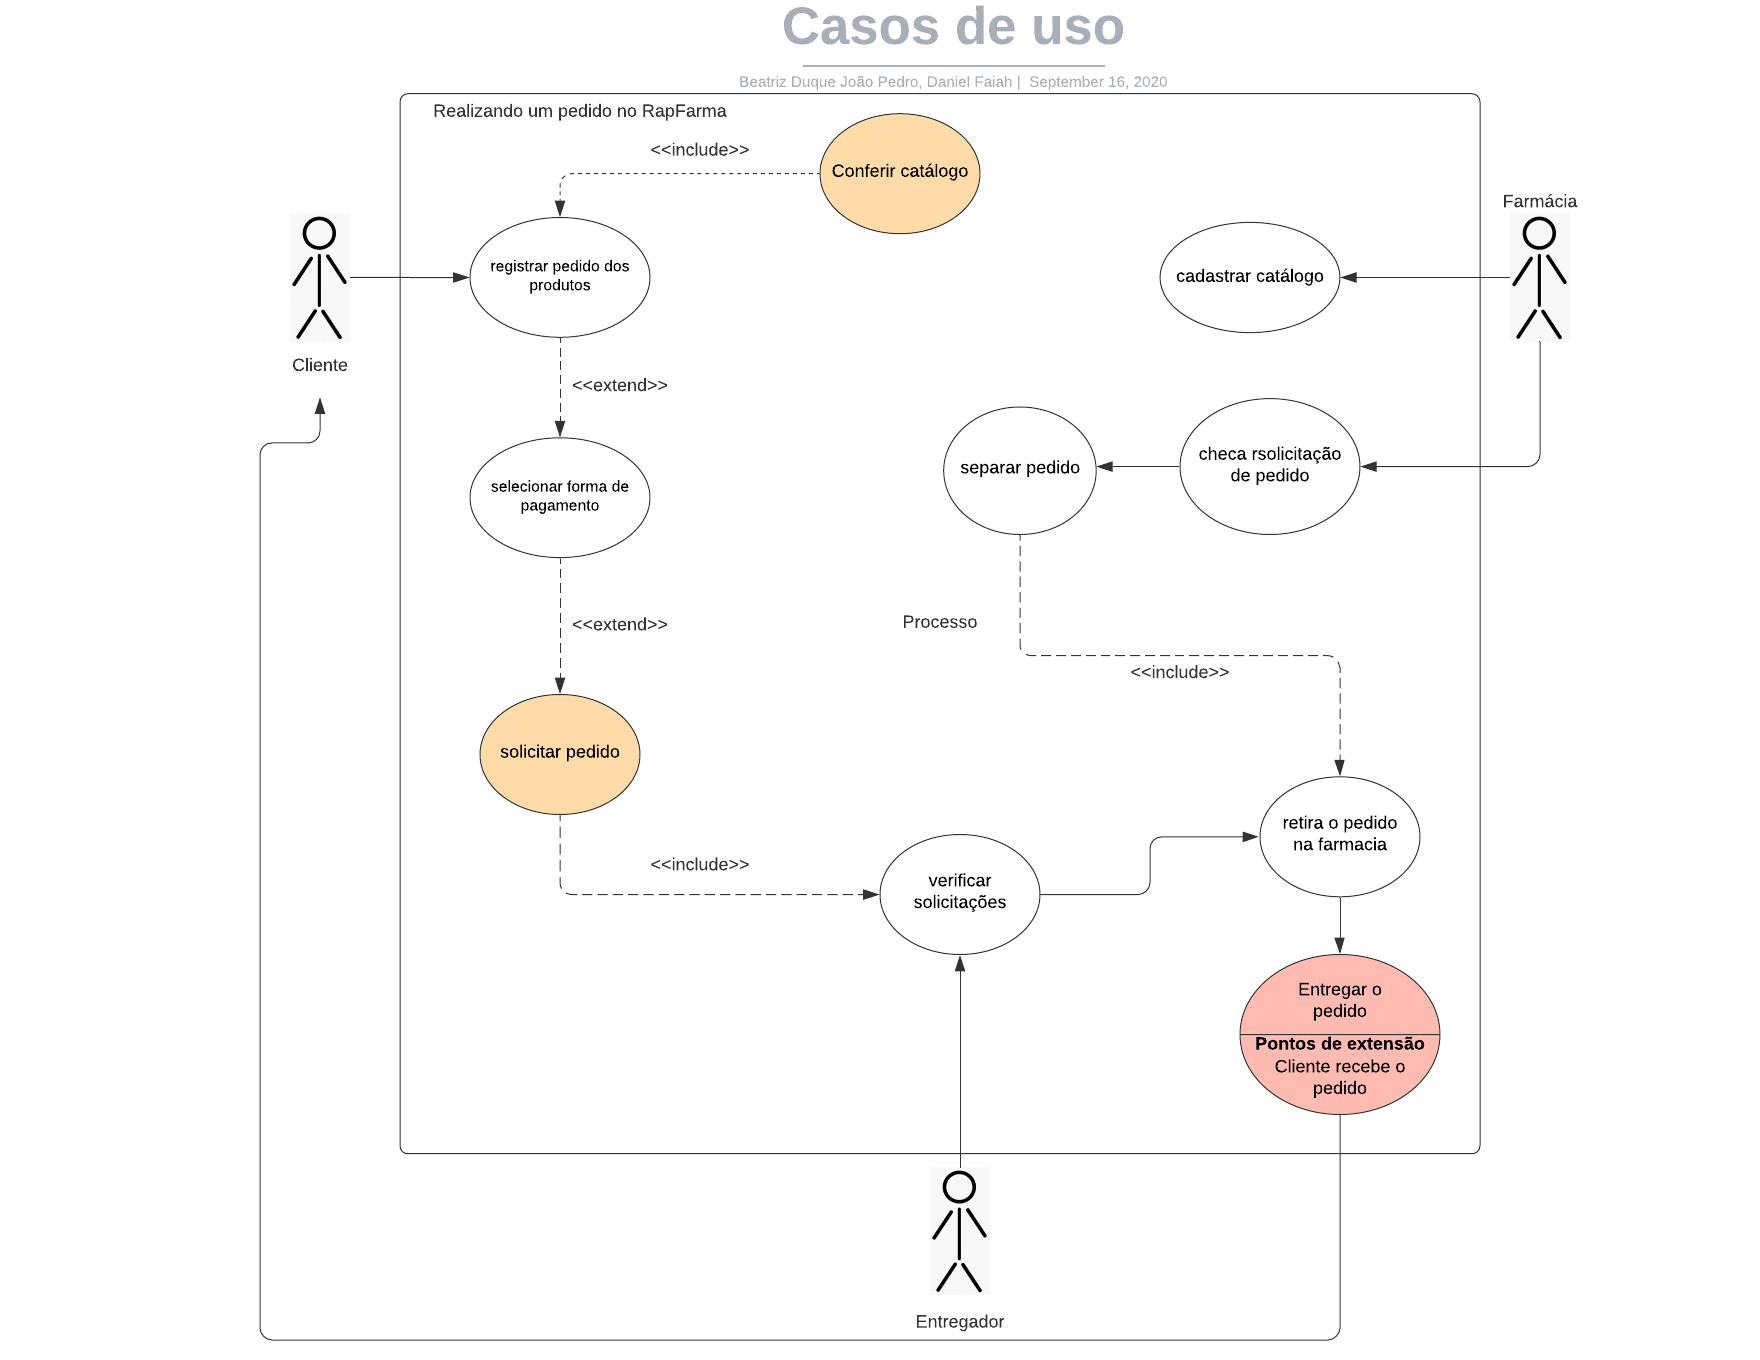 Casos de uso
Beatriz Duque João Pedro, Daniel Faiah | September 16, 2020
Realizando um pedido no RapFarma
<<include>>
Conferir catálogo
Farmácia
registrar pedido dos
produtos
cadastrar catálogo
Cliente
<<extend>>
separar pedido
checa rsolicitação
de pedido
selecionar forma de
pagamento
<<extend>>
Processo
<<include>>
solicitar pedido
retira o pedido
na farmacia
<<include>>
verificar
solicitações
Entregar o
pedido
Pontos de extensão
Cliente recebe o
pedido
Entregador